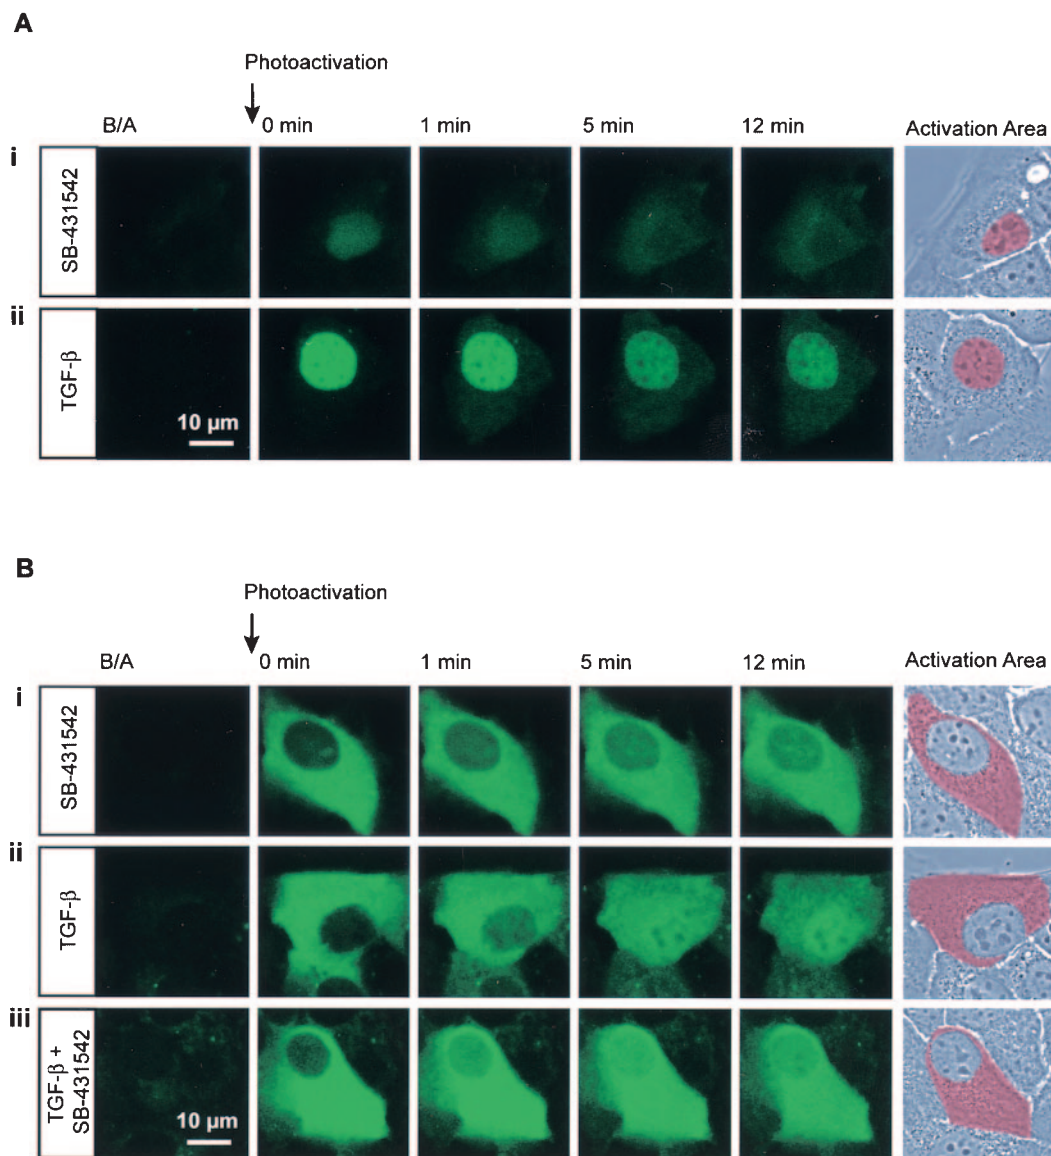 A
Photoactivation
B/A 0 min 1 min 5 min 12 min Activation Area
i
SB-431542
ii
TGF-β
10 µm
B
Photoactivation
B/A 0 min 1 min 5 min 12 min Activation Area
i
SB-431542
ii
TGF-β
iii
TGF-β +
SB-431542
10 µm